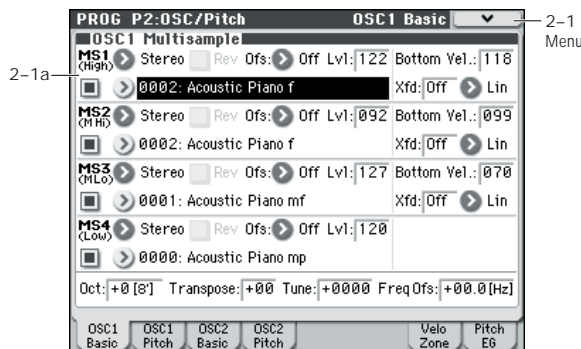 PROG P2:OSC/Pitch OSC1 Basic
2-1
Menu
OSC1 Multisample
2-1a
MS1 (High) Stereo Rev Ofs: Off Lvl: 122 Bottom Vel.: 118
0002: Acoustic Piano f Xfd: Off Lin
MS2 (M Hi) Stereo Rev Ofs: Off Lvl: 092 Bottom Vel.: 099
0002: Acoustic Piano f Xfd: Off Lin
MS3 (MLo) Stereo Rev Ofs: Off Lvl: 127 Bottom Vel.: 070
0001: Acoustic Piano mf Xfd: Off Lin
MS4 (Low) Stereo Rev Ofs: Off Lvl: 120
0000: Acoustic Piano mp
Oct: +0 [8'] Transpose: +00 Tune: +0000 Freq Ofs: +00.0 [Hz]
OSC1 Basic OSC1 Pitch OSC2 Basic OSC2 Pitch Velo Zone Pitch EG